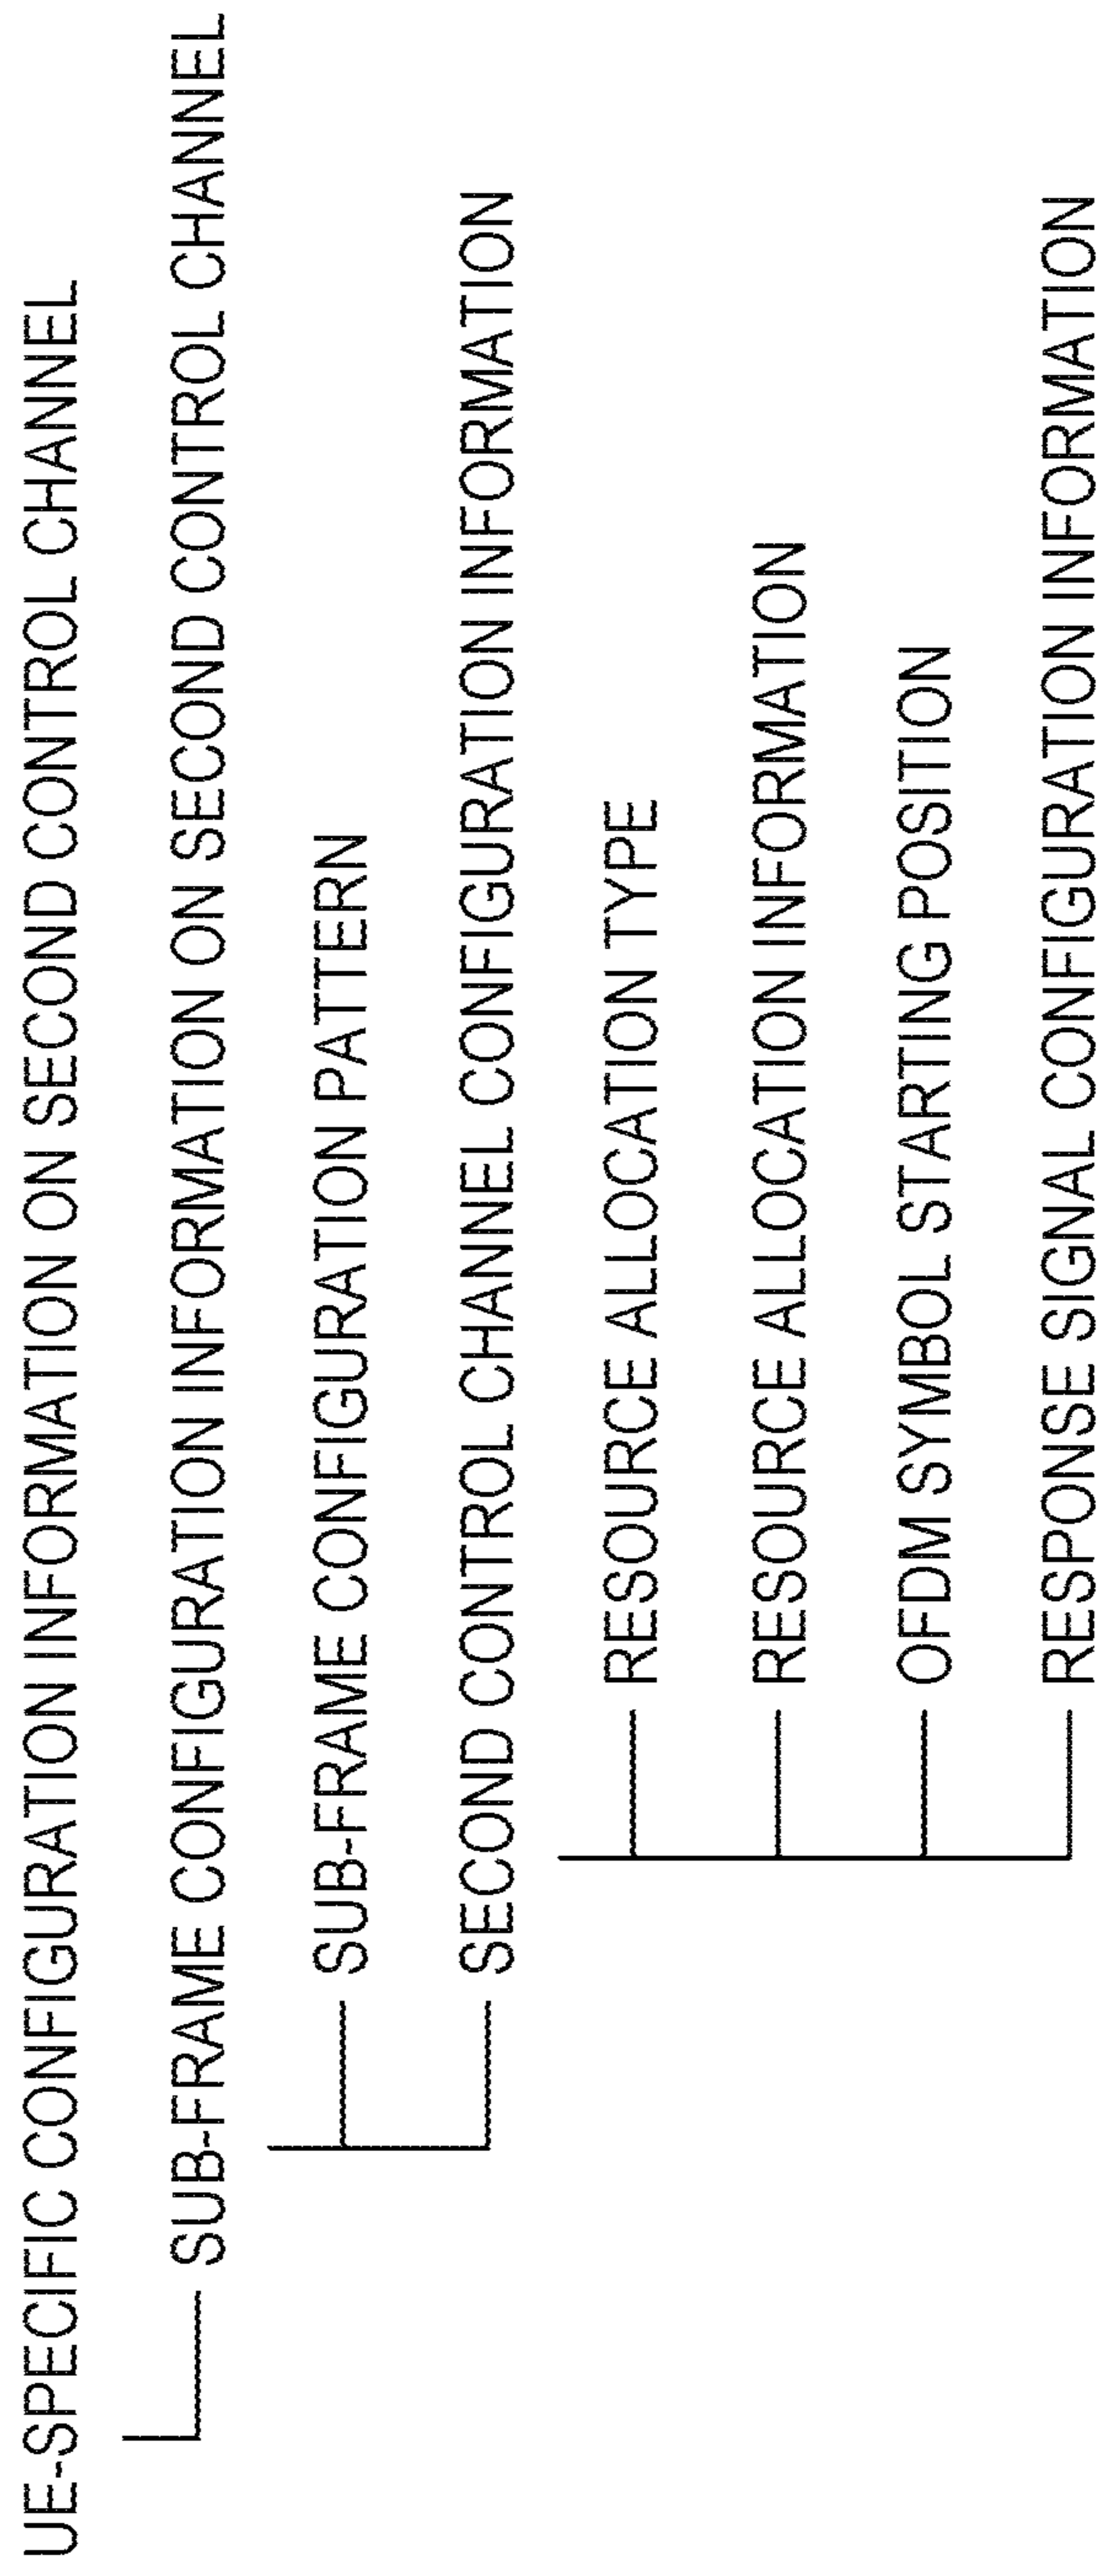 UE-SPECIFIC CONFIGURATION INFORMATION ON SECOND CONTROL CHANNEL
SUB-FRAME CONFIGURATION INFORMATION ON SECOND CONTROL CHANNEL
SUB-FRAME CONFIGURATION PATTERN
SECOND CONTROL CHANNEL CONFIGURATION INFORMATION
RESOURCE ALLOCATION TYPE
RESOURCE ALLOCATION INFORMATION
OFDM SYMBOL STARTING POSITION
RESPONSE SIGNAL CONFIGURATION INFORMATION